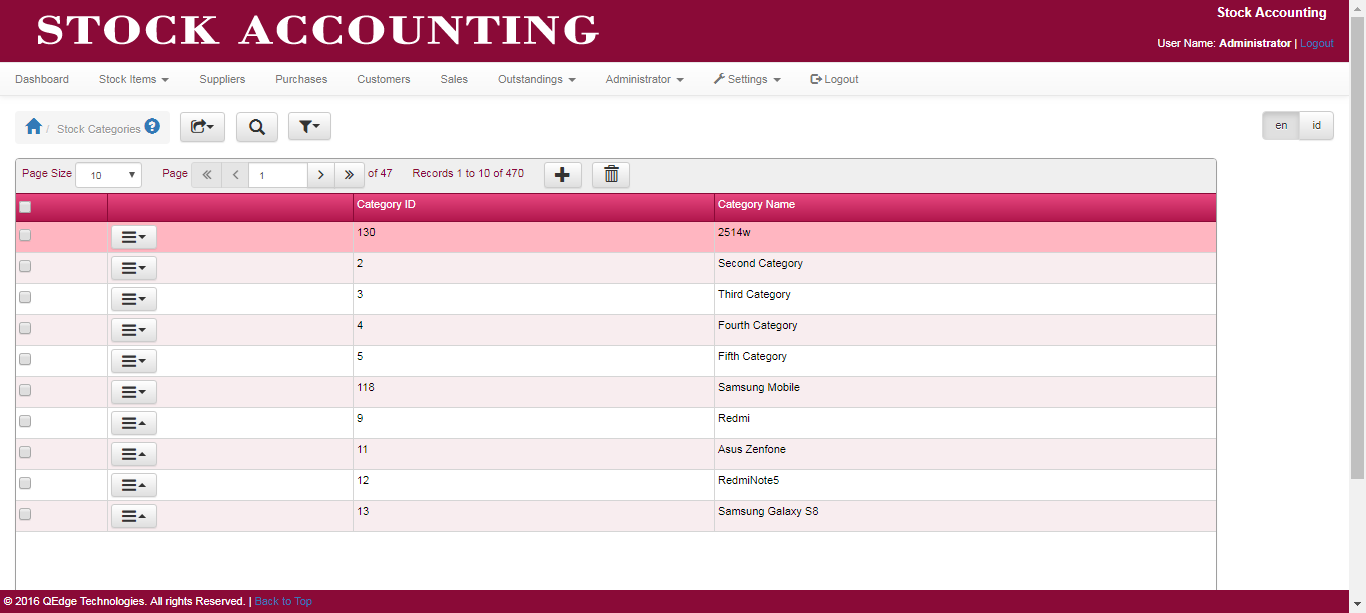 STOCK ACCOUNTING
Stock Accounting
User Name: Administrator | Logout
Dashboard Stock Items Suppliers Purchases Customers Sales Outstandings Administrator Settings Logout
/ Stock Categories ?
en id
Page Size 10 Page « ‹ 1 › » of 47 Records 1 to 10 of 470
Category ID Category Name
130 2514w
2 Second Category
3 Third Category
4 Fourth Category
5 Fifth Category
118 Samsung Mobile
9 Redmi
11 Asus Zenfone
12 RedmiNote5
13 Samsung Galaxy S8
© 2016 QEdge Technologies. All rights Reserved. | Back to Top